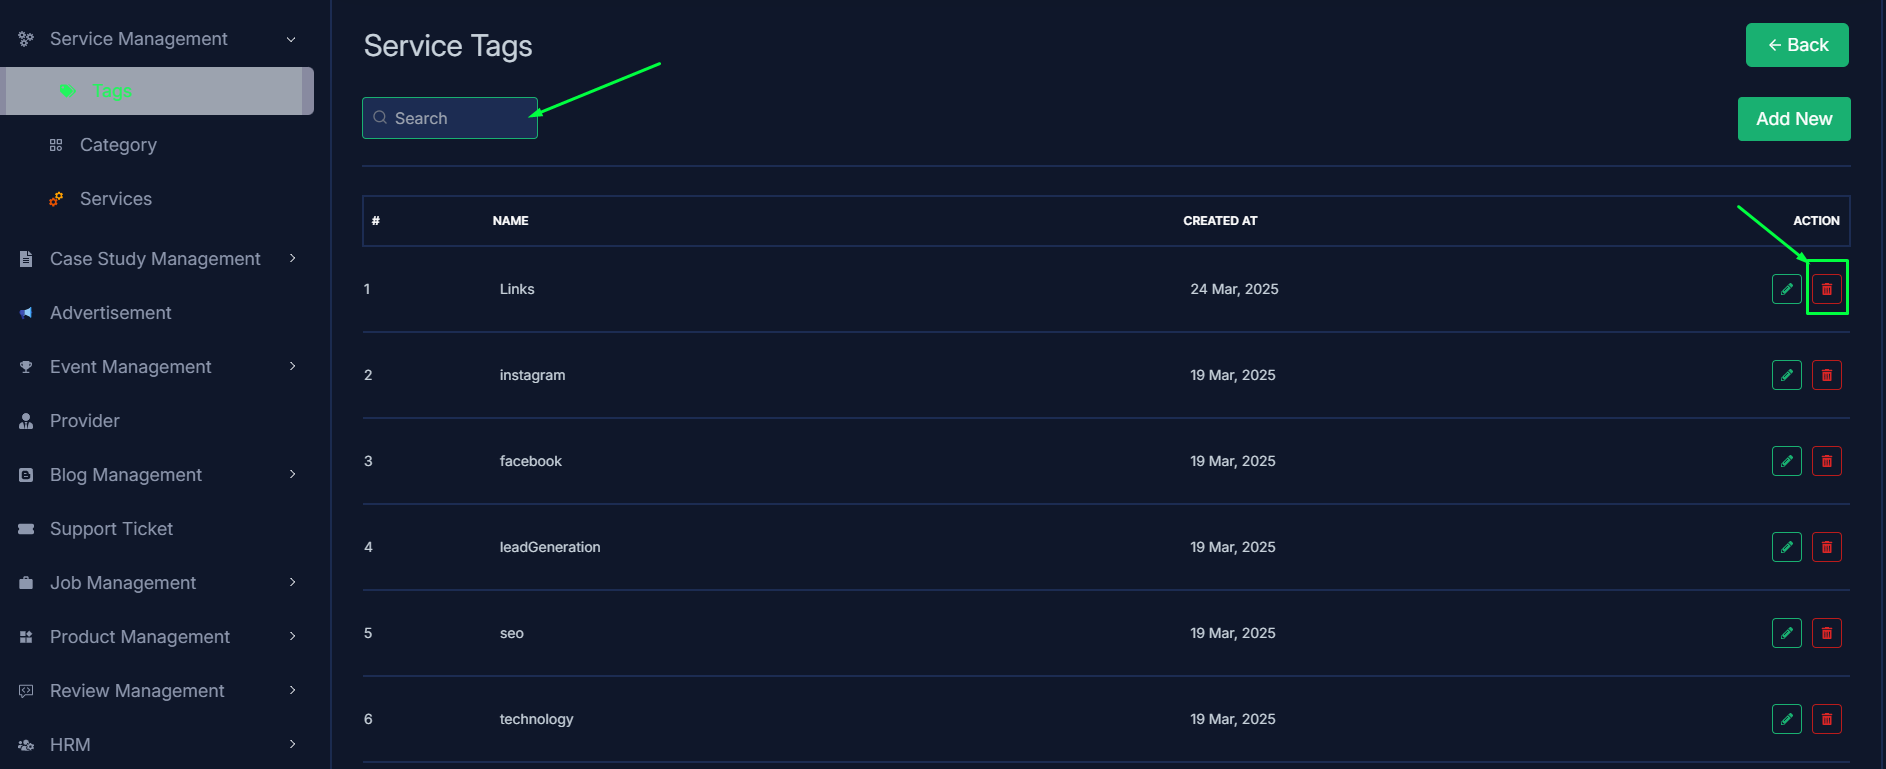 Service Management
Tags
Category
Services
Case Study Management
Advertisement
Event Management
Provider
Blog Management
Support Ticket
Job Management
Product Management
Review Management
HRM
Service Tags
← Back
Search
Add New
# NAME CREATED AT ACTION
1 Links 24 Mar, 2025
2 instagram 19 Mar, 2025
3 facebook 19 Mar, 2025
4 leadGeneration 19 Mar, 2025
5 seo 19 Mar, 2025
6 technology 19 Mar, 2025